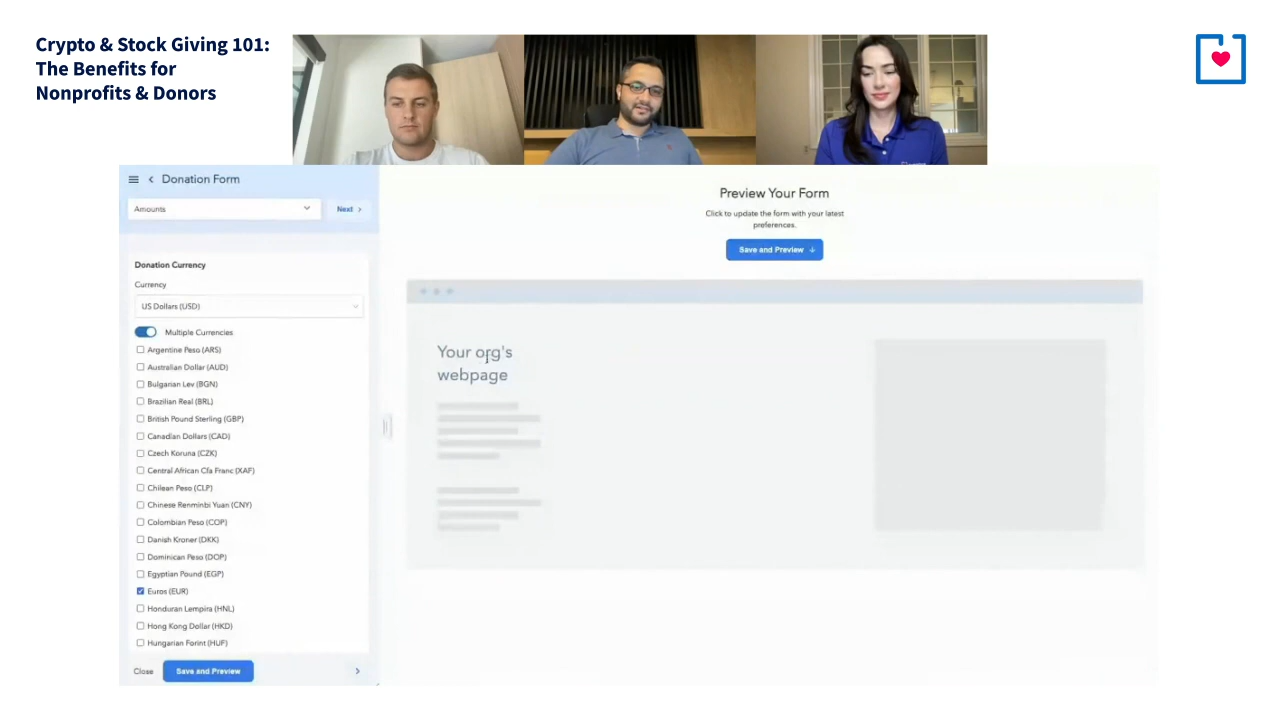 Crypto & Stock Giving 101:
The Benefits for
Nonprofits & Donors
Donation Form
Amounts
Next
Donation Currency
Currency
US Dollars (USD)
Multiple Currencies
Argentine Peso (ARS)
Australian Dollar (AUD)
Bulgarian Lev (BGN)
Brazilian Real (BRL)
British Pound Sterling (GBP)
Canadian Dollars (CAD)
Czech Koruna (CZK)
Central African Cfa Franc (XAF)
Chilean Peso (CLP)
Chinese Renminbi Yuan (CNY)
Colombian Peso (COP)
Danish Kroner (DKK)
Dominican Peso (DOP)
Egyptian Pound (EGP)
Euros (EUR)
Honduran Lempira (HNL)
Hong Kong Dollar (HKD)
Hungarian Forint (HUF)
Close
Save and Preview
Preview Your Form
Click to update the form with your latest
preferences.
Save and Preview
Your org's
webpage